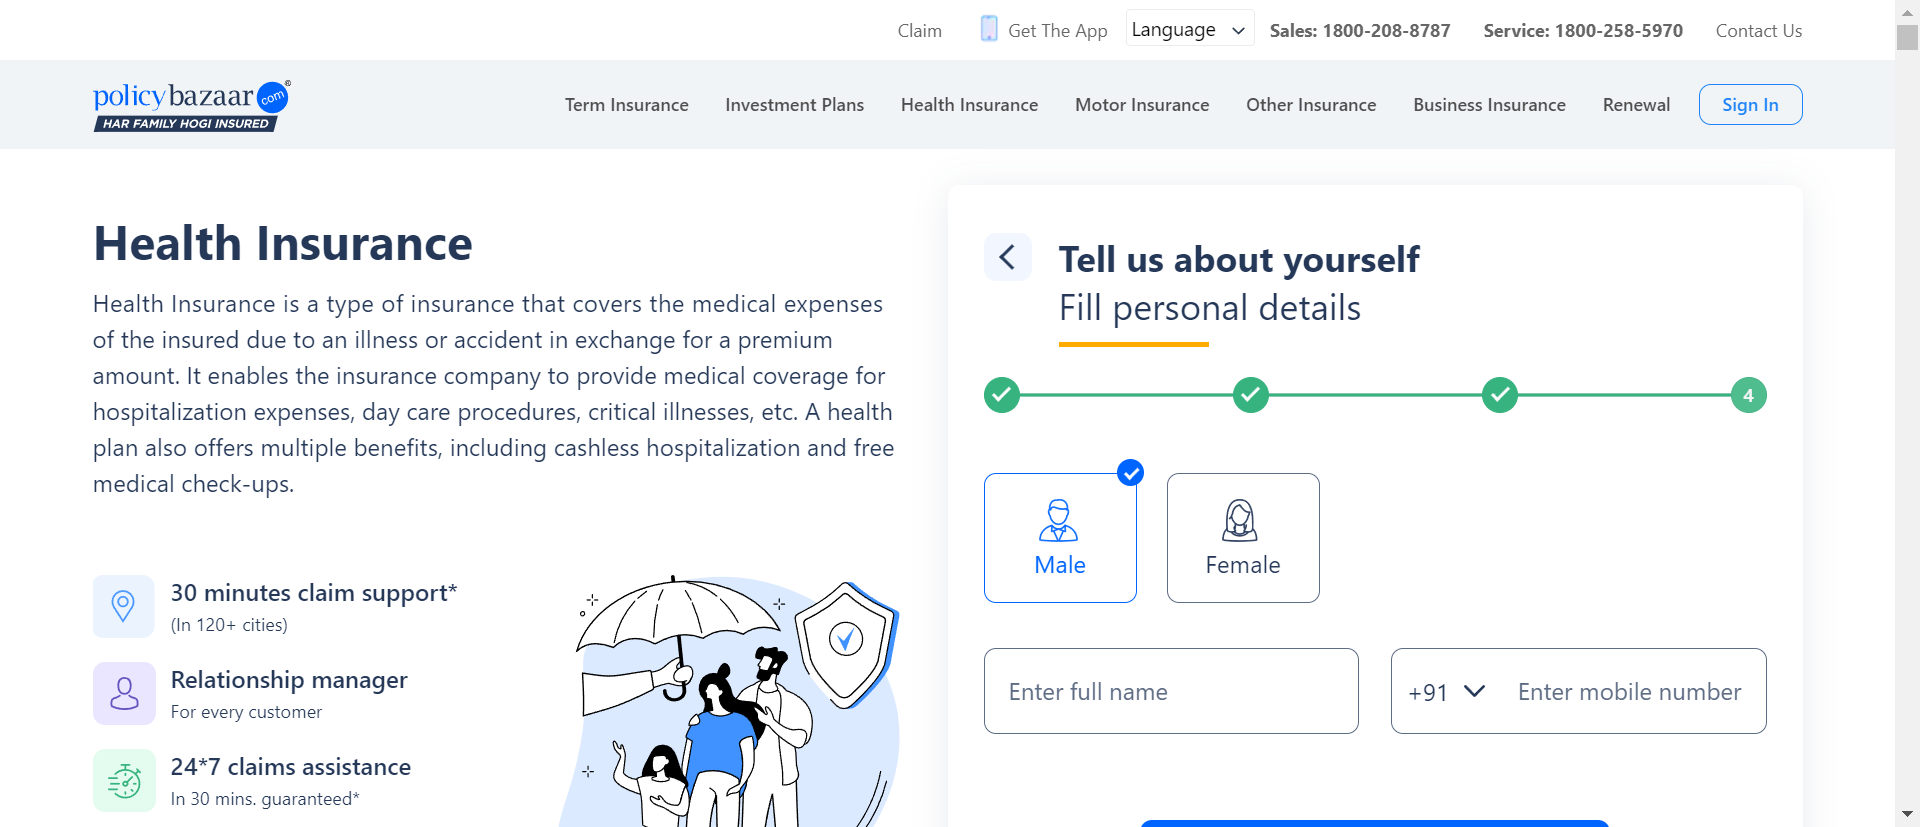 Claim Get The App Language Sales: 1800-208-8787 Service: 1800-258-5970 Contact Us
policybazaar.com®
HAR FAMILY HOGI INSURED
Term Insurance Investment Plans Health Insurance Motor Insurance Other Insurance Business Insurance Renewal Sign In
Health Insurance
Health Insurance is a type of insurance that covers the medical expenses
of the insured due to an illness or accident in exchange for a premium
amount. It enables the insurance company to provide medical coverage for
hospitalization expenses, day care procedures, critical illnesses, etc. A health
plan also offers multiple benefits, including cashless hospitalization and free
medical check-ups.
30 minutes claim support*
(In 120+ cities)
Relationship manager
For every customer
24*7 claims assistance
In 30 mins. guaranteed*
Tell us about yourself
Fill personal details
4
Male Female
Enter full name +91 Enter mobile number